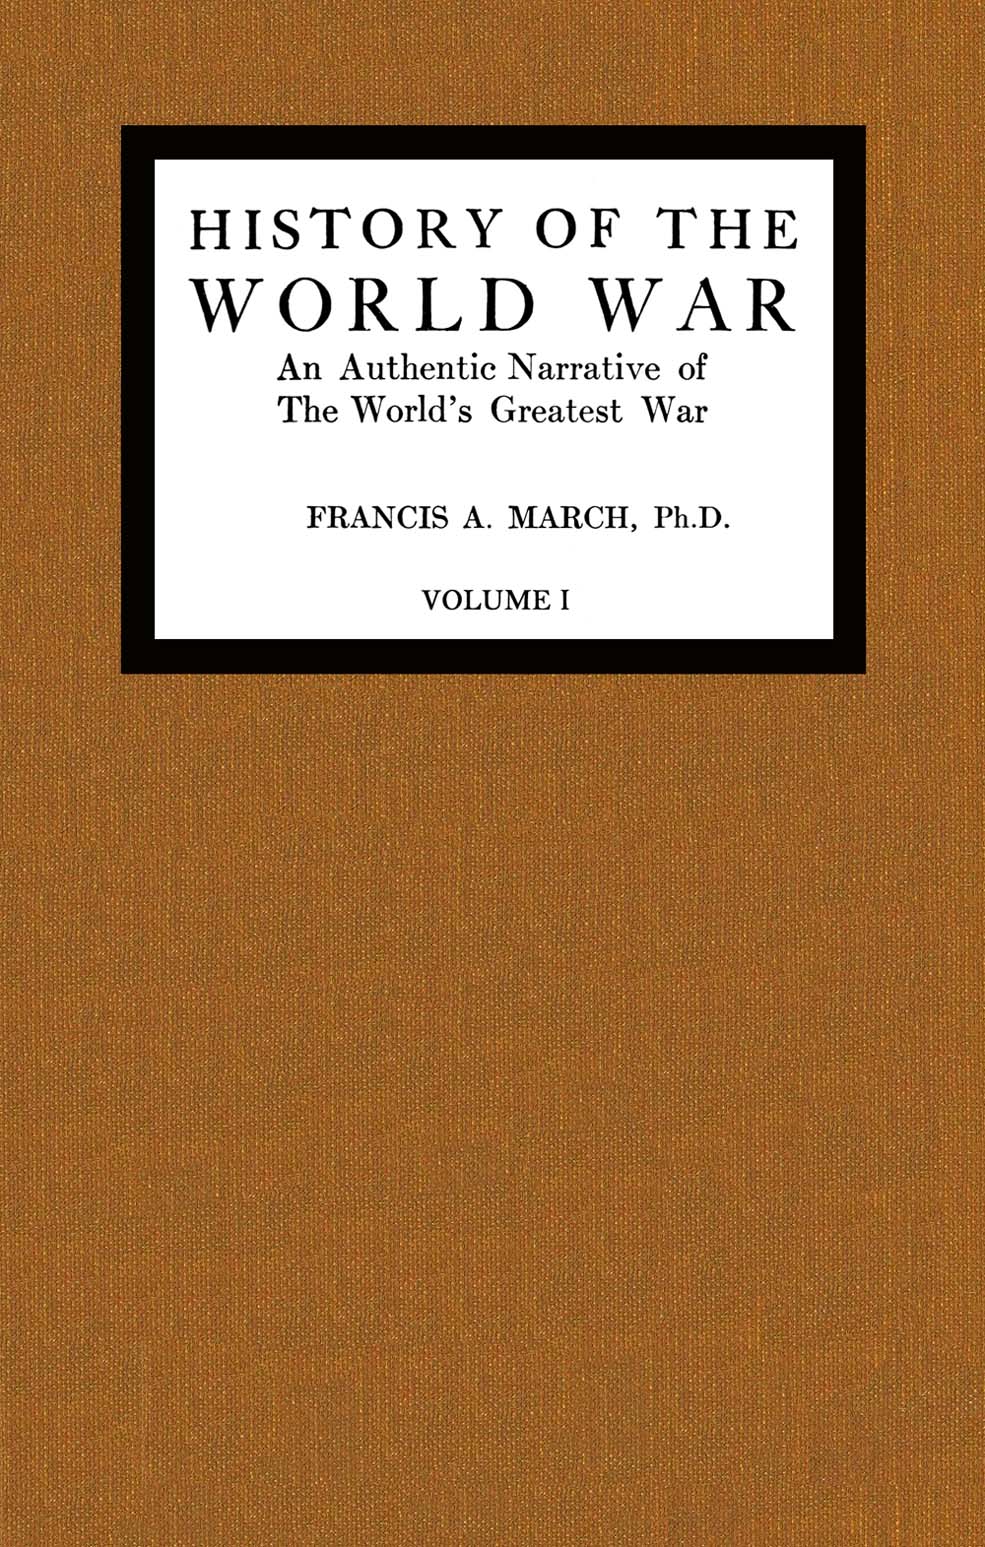 HISTORY OF THE
WORLD WAR
An Authentic Narrative of
The World's Greatest War
FRANCIS A. MARCH, Ph.D.
VOLUME I